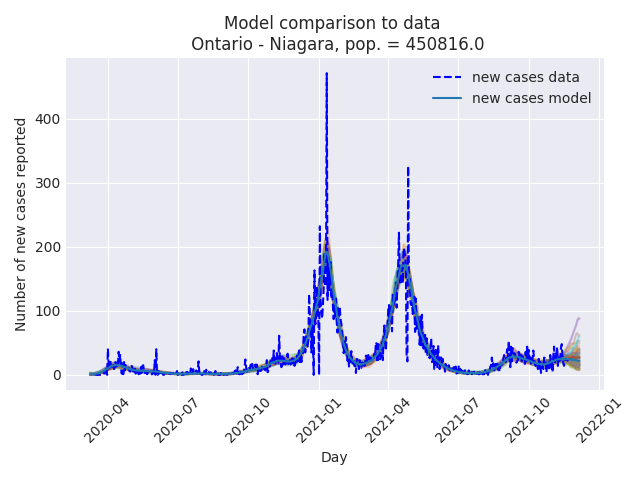 Model comparison to data
Ontario - Niagara, pop. = 450816.0
new cases data
new cases model
Number of new cases reported
400
300
200
100
0
2020-04
2020-07
2020-10
2021-01
2021-04
2021-07
2021-10
2022-01
Day